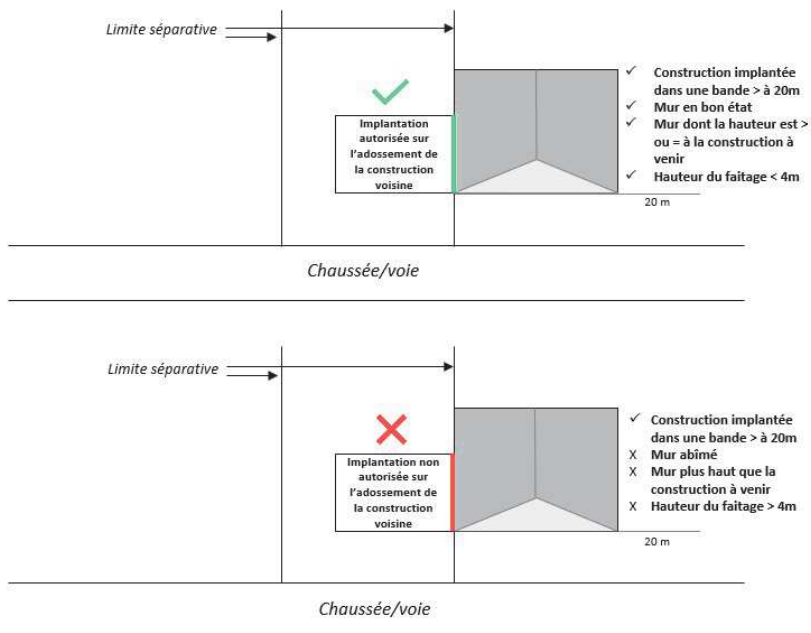 Limite séparative
Implantation
autorisée sur
l'adossement de
la construction
voisine
✓ Construction implantée
dans une bande > à 20m
✓ Mur en bon état
✓ Mur dont la hauteur est >
ou = à la construction à
venir
✓ Hauteur du faitage < 4m
20 m
Chaussée/voie
Limite séparative
Implantation non
autorisée sur
l'adossement de
la construction
voisine
✓ Construction implantée
dans une bande > à 20m
X Mur abîmé
X Mur plus haut que la
construction à venir
X Hauteur du faitage > 4m
20 m
Chaussée/voie